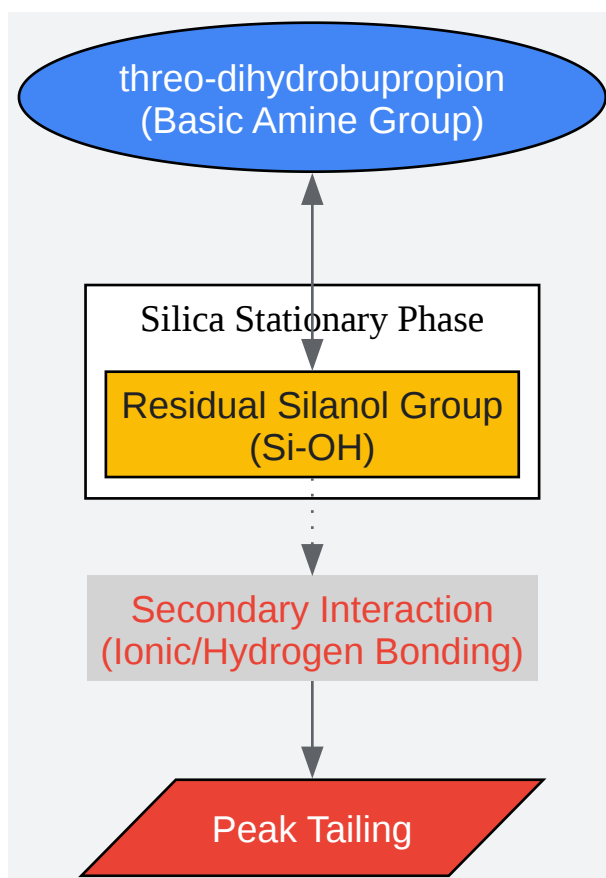 threo-dihydrobupropion
(Basic Amine Group)
Silica Stationary Phase
Residual Silanol Group
(Si-OH)
Secondary Interaction
(Ionic/Hydrogen Bonding)
Peak Tailing